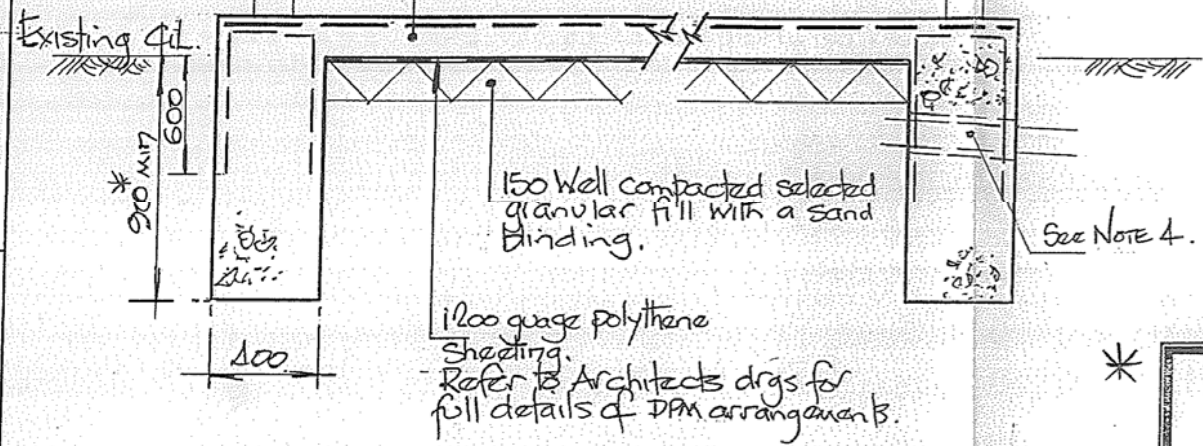 Existing G.L.
600
* 900 MIN
400
150 Well compacted selected
granular fill with a sand
blinding.
See NOTE 4.
1200 guage polythene
sheeting.
Refer to Architects drgs for
full details of DPM arrangements.
*